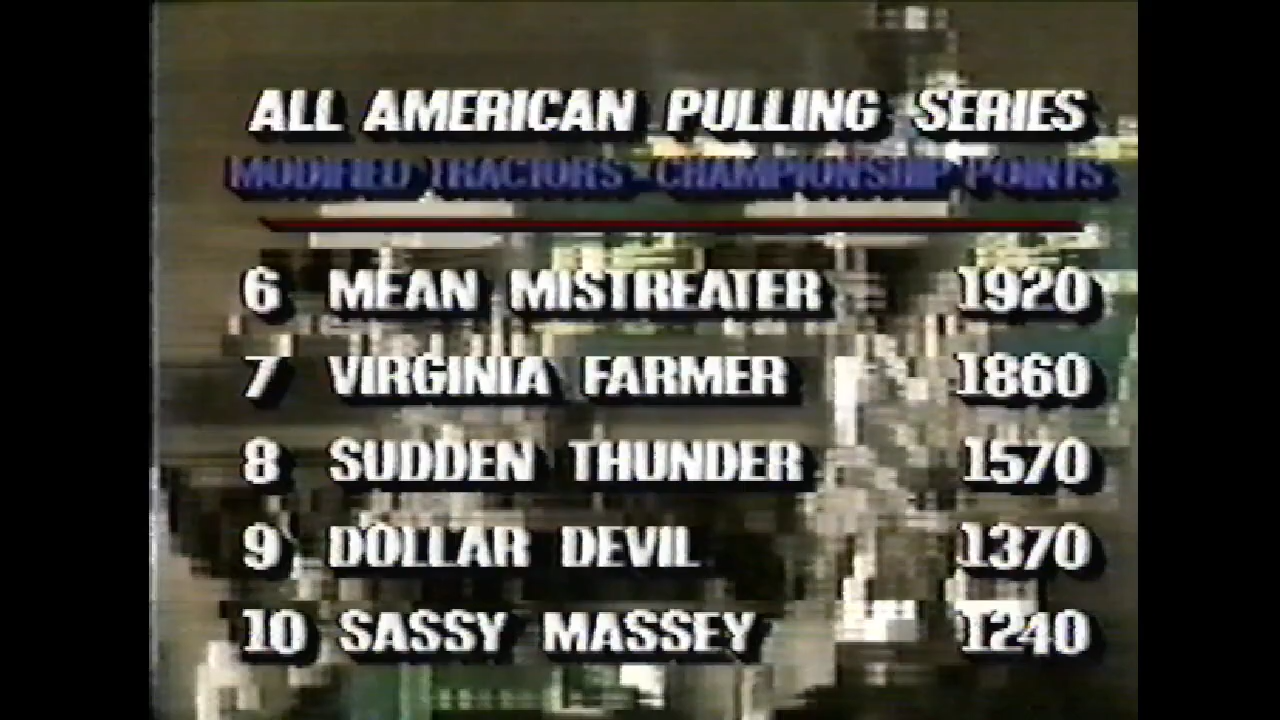 ALL AMERICAN PULLING SERIES
MODIFIED TRACTORS - CHAMPIONSHIP POINTS
6 MEAN MISTREATER 1920
7 VIRGINIA FARMER 1860
8 SUDDEN THUNDER 1570
9 DOLLAR DEVIL 1370
10 SASSY MASSEY 1240